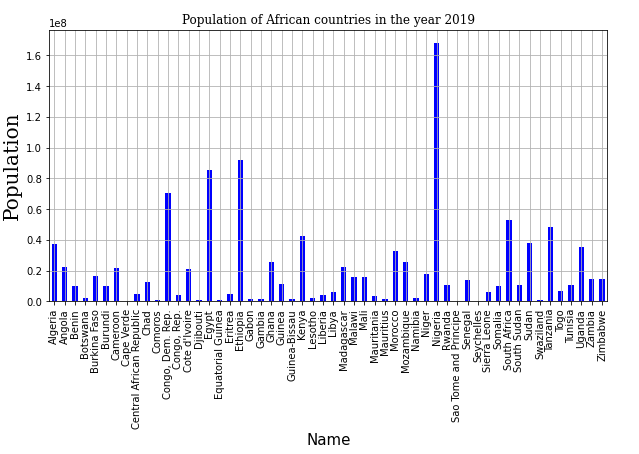 Population of African countries in the year 2019
1e8
1.6
1.4
1.2
1.0
0.8
0.6
0.4
0.2
0.0
Population
Algeria
Angola
Benin
Botswana
Burkina Faso
Burundi
Cameroon
Cape Verde
Central African Republic
Chad
Comoros
Congo, Dem. Rep.
Congo, Rep.
Cote d'Ivoire
Djibouti
Egypt
Equatorial Guinea
Eritrea
Ethiopia
Gabon
Gambia
Ghana
Guinea
Guinea-Bissau
Kenya
Lesotho
Liberia
Libya
Madagascar
Malawi
Mali
Mauritania
Mauritius
Morocco
Mozambique
Namibia
Niger
Nigeria
Rwanda
Sao Tome and Principe
Senegal
Seychelles
Sierra Leone
Somalia
South Africa
South Sudan
Sudan
Swaziland
Tanzania
Togo
Tunisia
Uganda
Zambia
Zimbabwe
Name